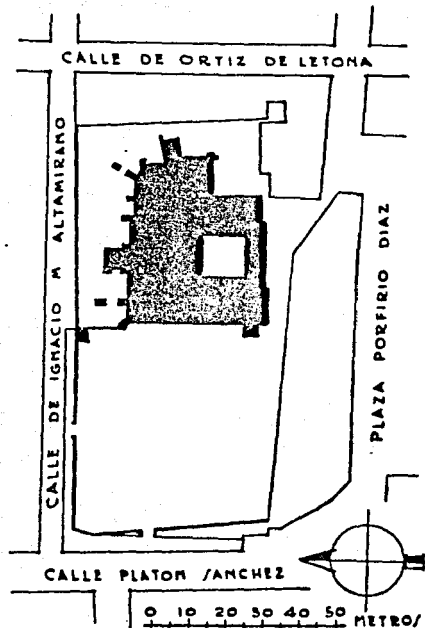 CALLE DE ORTIZ DE LETONA
CALLE DE IGNACIO M ALTAMIRANO
PLAZA PORFIRIO DIAZ
CALLE PLATON SANCHEZ
0 10 20 30 40 50 METROS